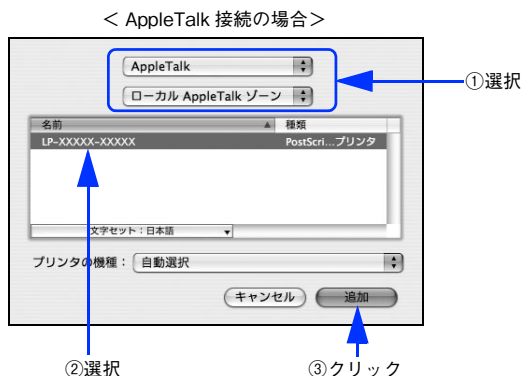 ＜ AppleTalk 接続の場合＞
AppleTalk
①選択
ローカル AppleTalk ゾーン
名前 種類
LP-XXXXX-XXXXX PostScri...プリンタ
文字セット：日本語
プリンタの機種： 自動選択
キャンセル 追加
②選択 ③クリック